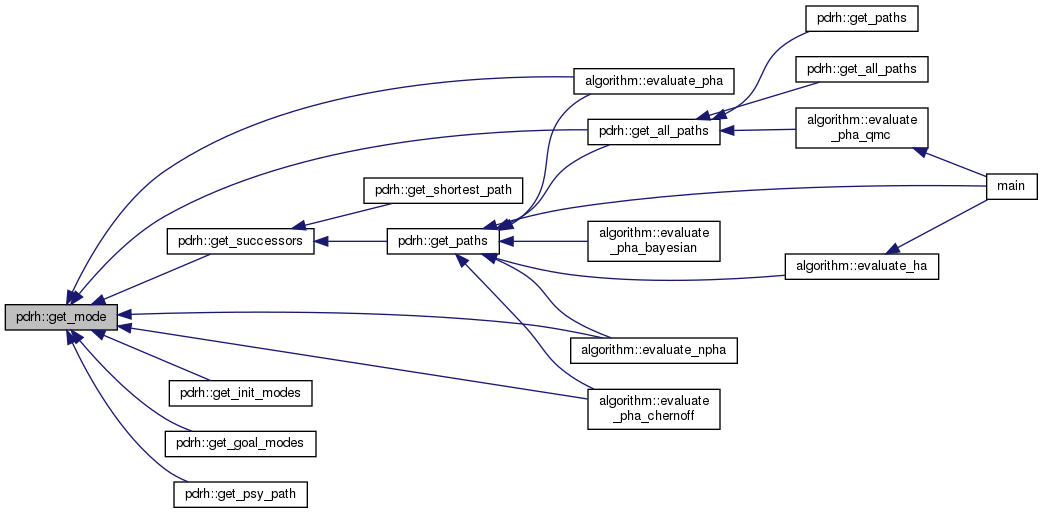 pdrh::get_paths
pdrh::get_all_paths
algorithm::evaluate_pha
algorithm::evaluate
_pha_qmc
pdrh::get_all_paths
main
pdrh::get_shortest_path
pdrh::get_successors
pdrh::get_paths
algorithm::evaluate
_pha_bayesian
algorithm::evaluate_ha
pdrh::get_mode
algorithm::evaluate_npha
pdrh::get_init_modes
algorithm::evaluate
_pha_chernoff
pdrh::get_goal_modes
pdrh::get_psy_path